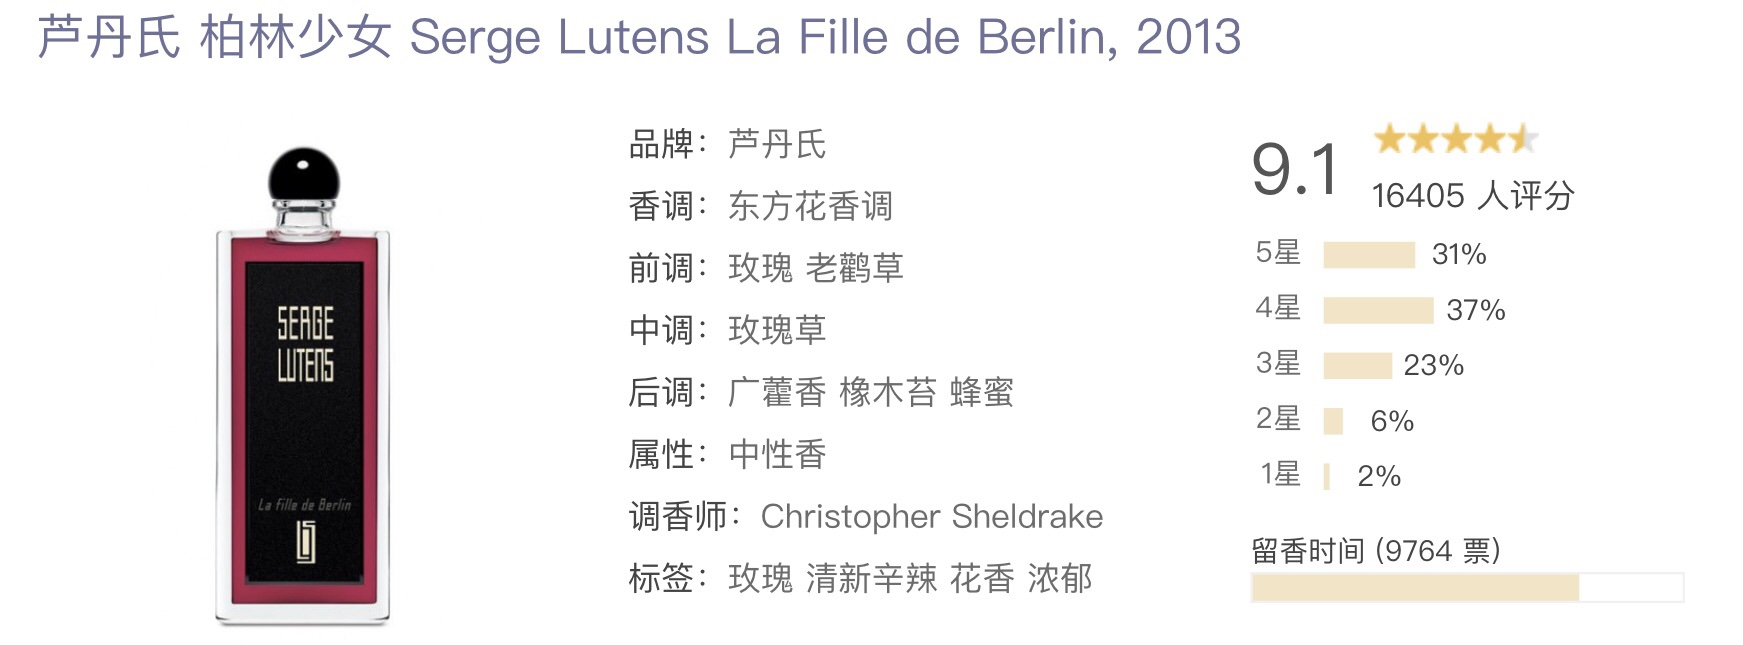 芦丹氏 柏林少女 Serge Lutens La Fille de Berlin, 2013
SERGE
LUTENS
La fille de Berlin
品牌：芦丹氏
香调：东方花香调
前调：玫瑰 老鹳草
中调：玫瑰草
后调：广藿香 橡木苔 蜂蜜
属性：中性香
调香师：Christopher Sheldrake
标签：玫瑰 清新辛辣 花香 浓郁
9.1
16405 人评分
5星 31%
4星 37%
3星 23%
2星 6%
1星 2%
留香时间 (9764 票)